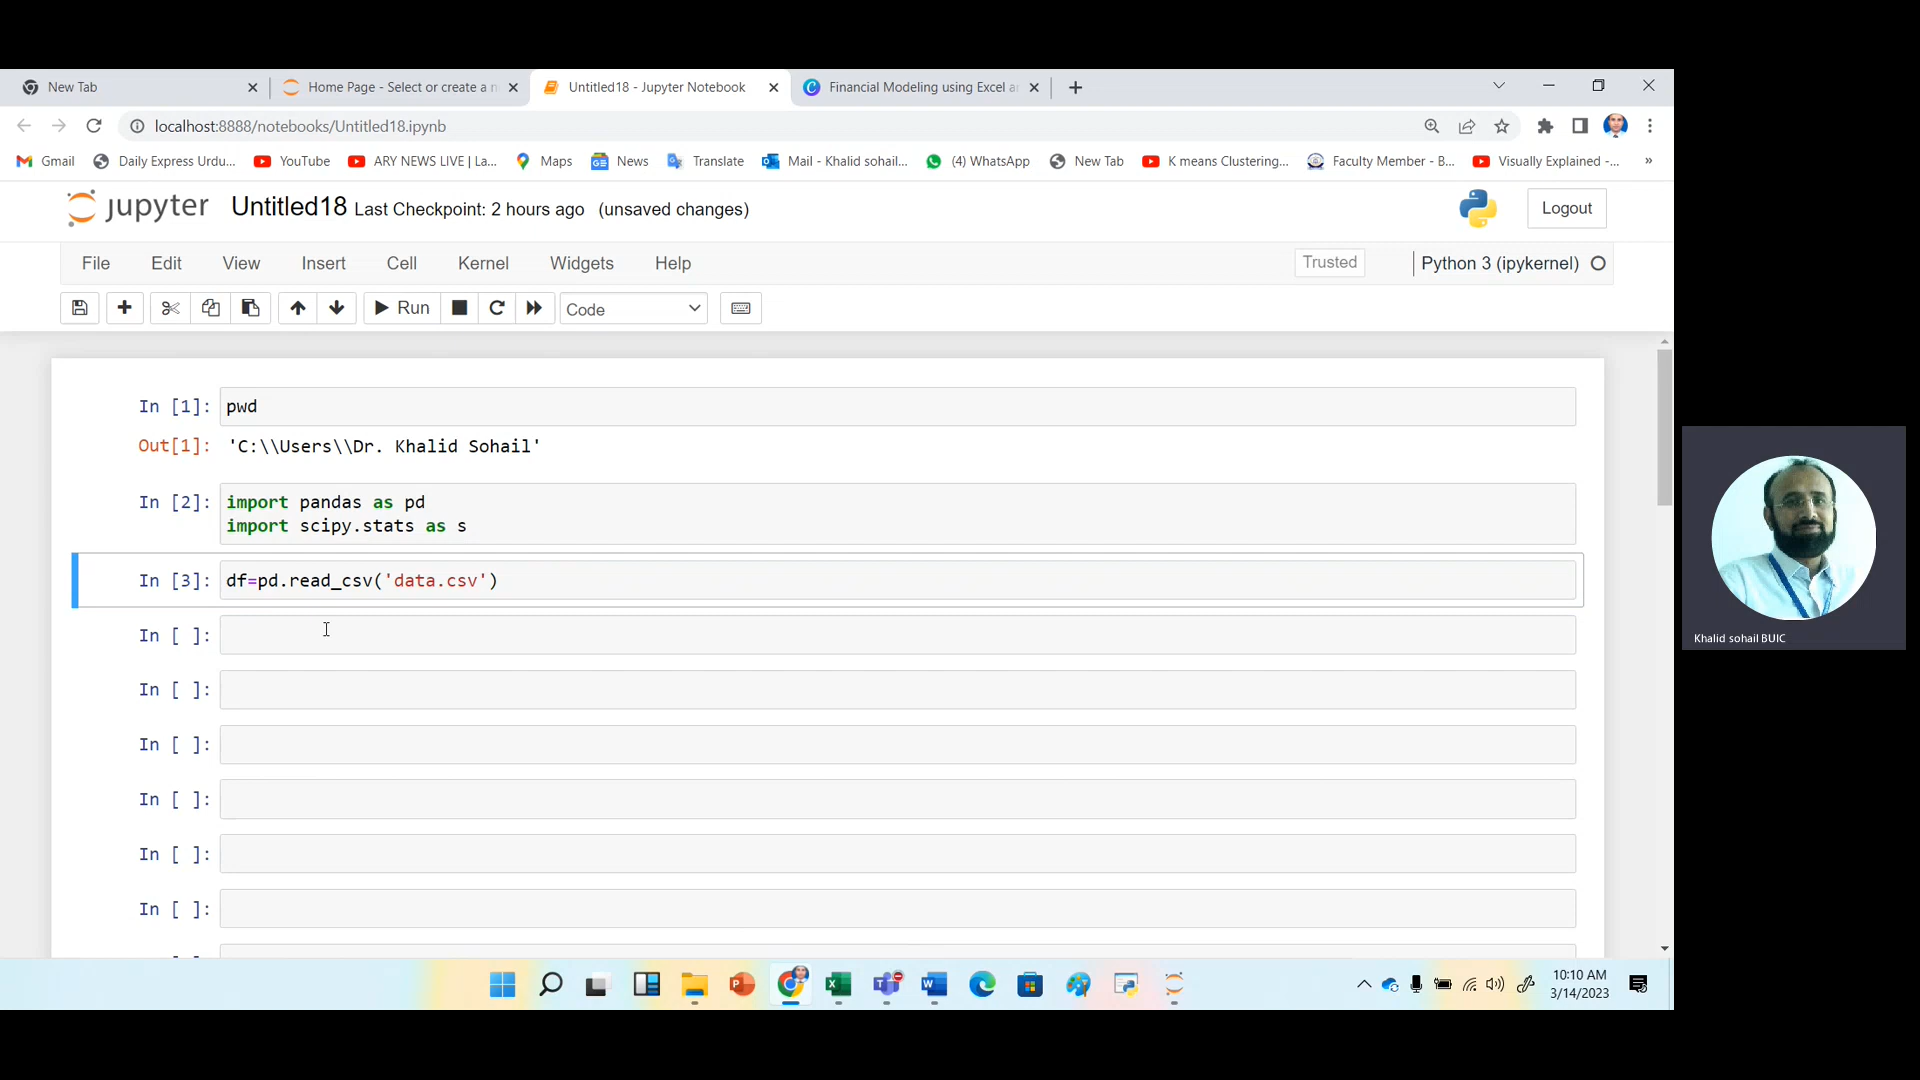 New Tab
Home Page - Select or create a n
Untitled18 - Jupyter Notebook
Financial Modeling using Excel a
localhost:8888/notebooks/Untitled18.ipynb
Gmail
Daily Express Urdu...
YouTube
ARY NEWS LIVE | La...
Maps
News
Translate
Mail - Khalid sohail...
(4) WhatsApp
New Tab
K means Clustering...
Faculty Member - B...
Visually Explained -...
»
jupyter
Untitled18 Last Checkpoint: 2 hours ago (unsaved changes)
Logout
File
Edit
View
Insert
Cell
Kernel
Widgets
Help
Trusted
Python 3 (ipykernel)
Run
Code
In [1]: pwd
Out[1]: 'C:\\Users\\Dr. Khalid Sohail'
In [2]: import pandas as pd
import scipy.stats as s
In [3]: df=pd.read_csv('data.csv')
In [ ]:
In [ ]:
In [ ]:
In [ ]:
In [ ]:
In [ ]:
Khalid sohail BUIC
10:10 AM
3/14/2023